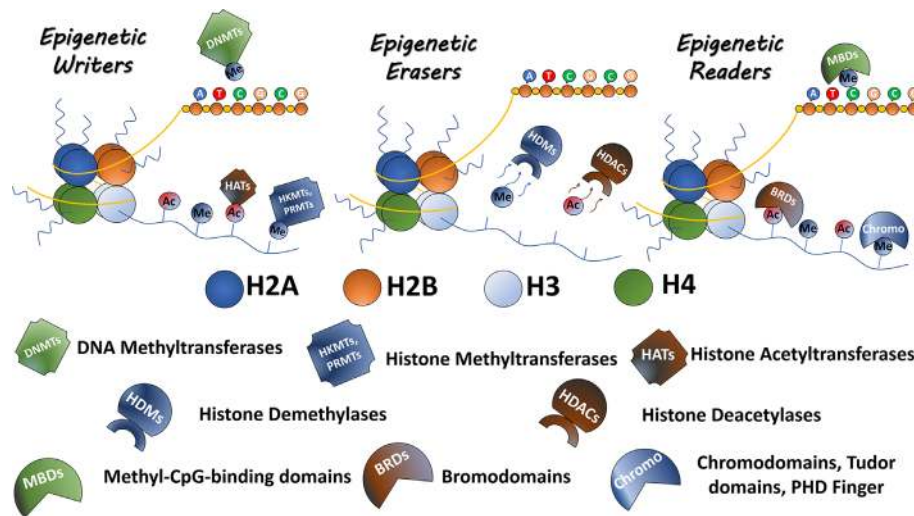 Epigenetic
Writers
DNMTs
Me
A T C G C G
HATs
HKMTs,
PRMTs
Ac
Me
Ac
Me
Epigenetic
Erasers
A T C G C G
HDMs
HDACs
Me
Ac
Epigenetic
Readers
MBDs
Me
A T C G C G
BRDs
Ac
Me
Ac
Chromo
Me
H2A
H2B
H3
H4
DNMTs
DNA Methyltransferases
HKMTs,
PRMTs
Histone Methyltransferases
HATs
Histone Acetyltransferases
HDMs
Histone Demethylases
HDACs
Histone Deacetylases
MBDs
Methyl-CpG-binding domains
BRDs
Bromodomains
Chromo
Chromodomains, Tudor
domains, PHD Finger